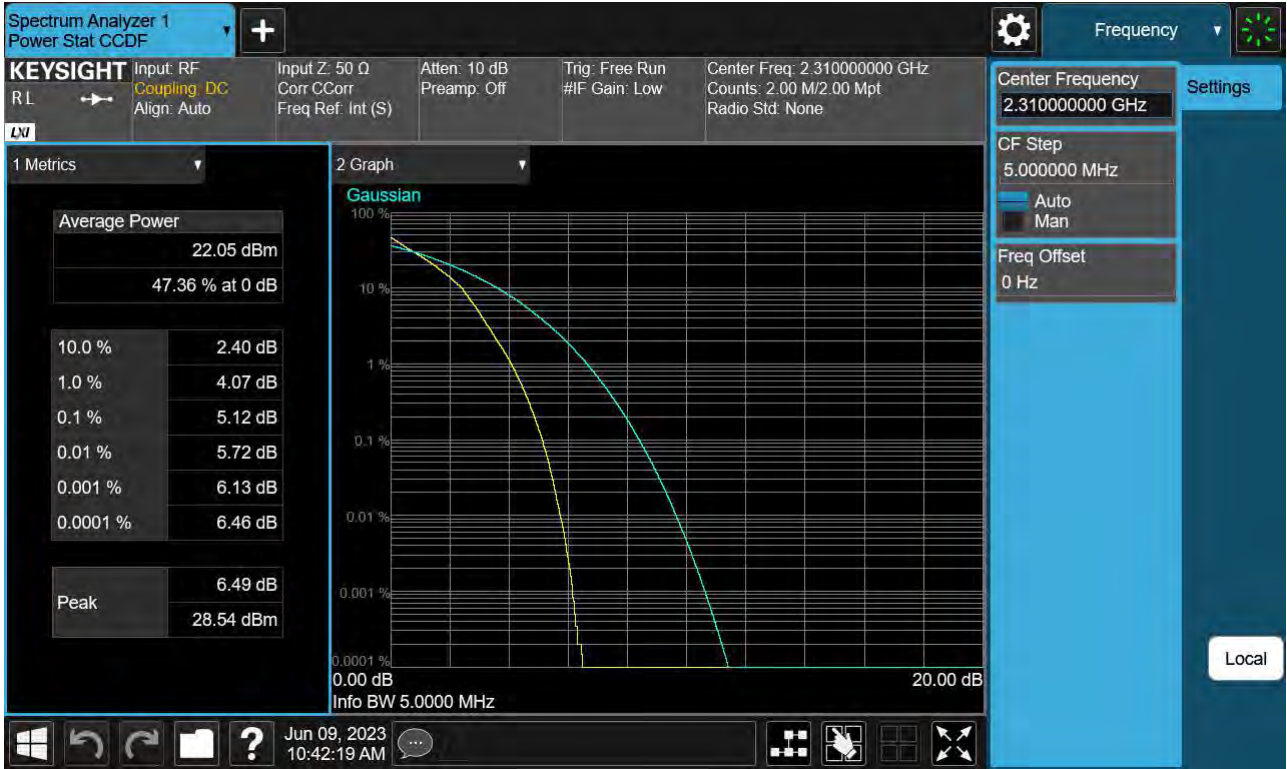 Spectrum Analyzer 1
Power Stat CCDF
+
Frequency
KEYSIGHT
RL
LXI
Input: RF
Coupling: DC
Align: Auto
Input Z: 50 Ω
Corr CCorr
Freq Ref: Int (S)
Atten: 10 dB
Preamp: Off
Trig: Free Run
#IF Gain: Low
Center Freq: 2.310000000 GHz
Counts: 2.00 M/2.00 Mpt
Radio Std: None
Center Frequency
2.310000000 GHz
Settings
CF Step
5.000000 MHz
Auto
Man
Freq Offset
0 Hz
1 Metrics
Average Power
22.05 dBm
47.36 % at 0 dB
10.0 % 2.40 dB
1.0 % 4.07 dB
0.1 % 5.12 dB
0.01 % 5.72 dB
0.001 % 6.13 dB
0.0001 % 6.46 dB
Peak
6.49 dB
28.54 dBm
2 Graph
Gaussian
100 %
10 %
1 %
0.1 %
0.01 %
0.001 %
0.0001 %
0.00 dB 20.00 dB
Info BW 5.0000 MHz
Local
?
Jun 09, 2023
10:42:19 AM